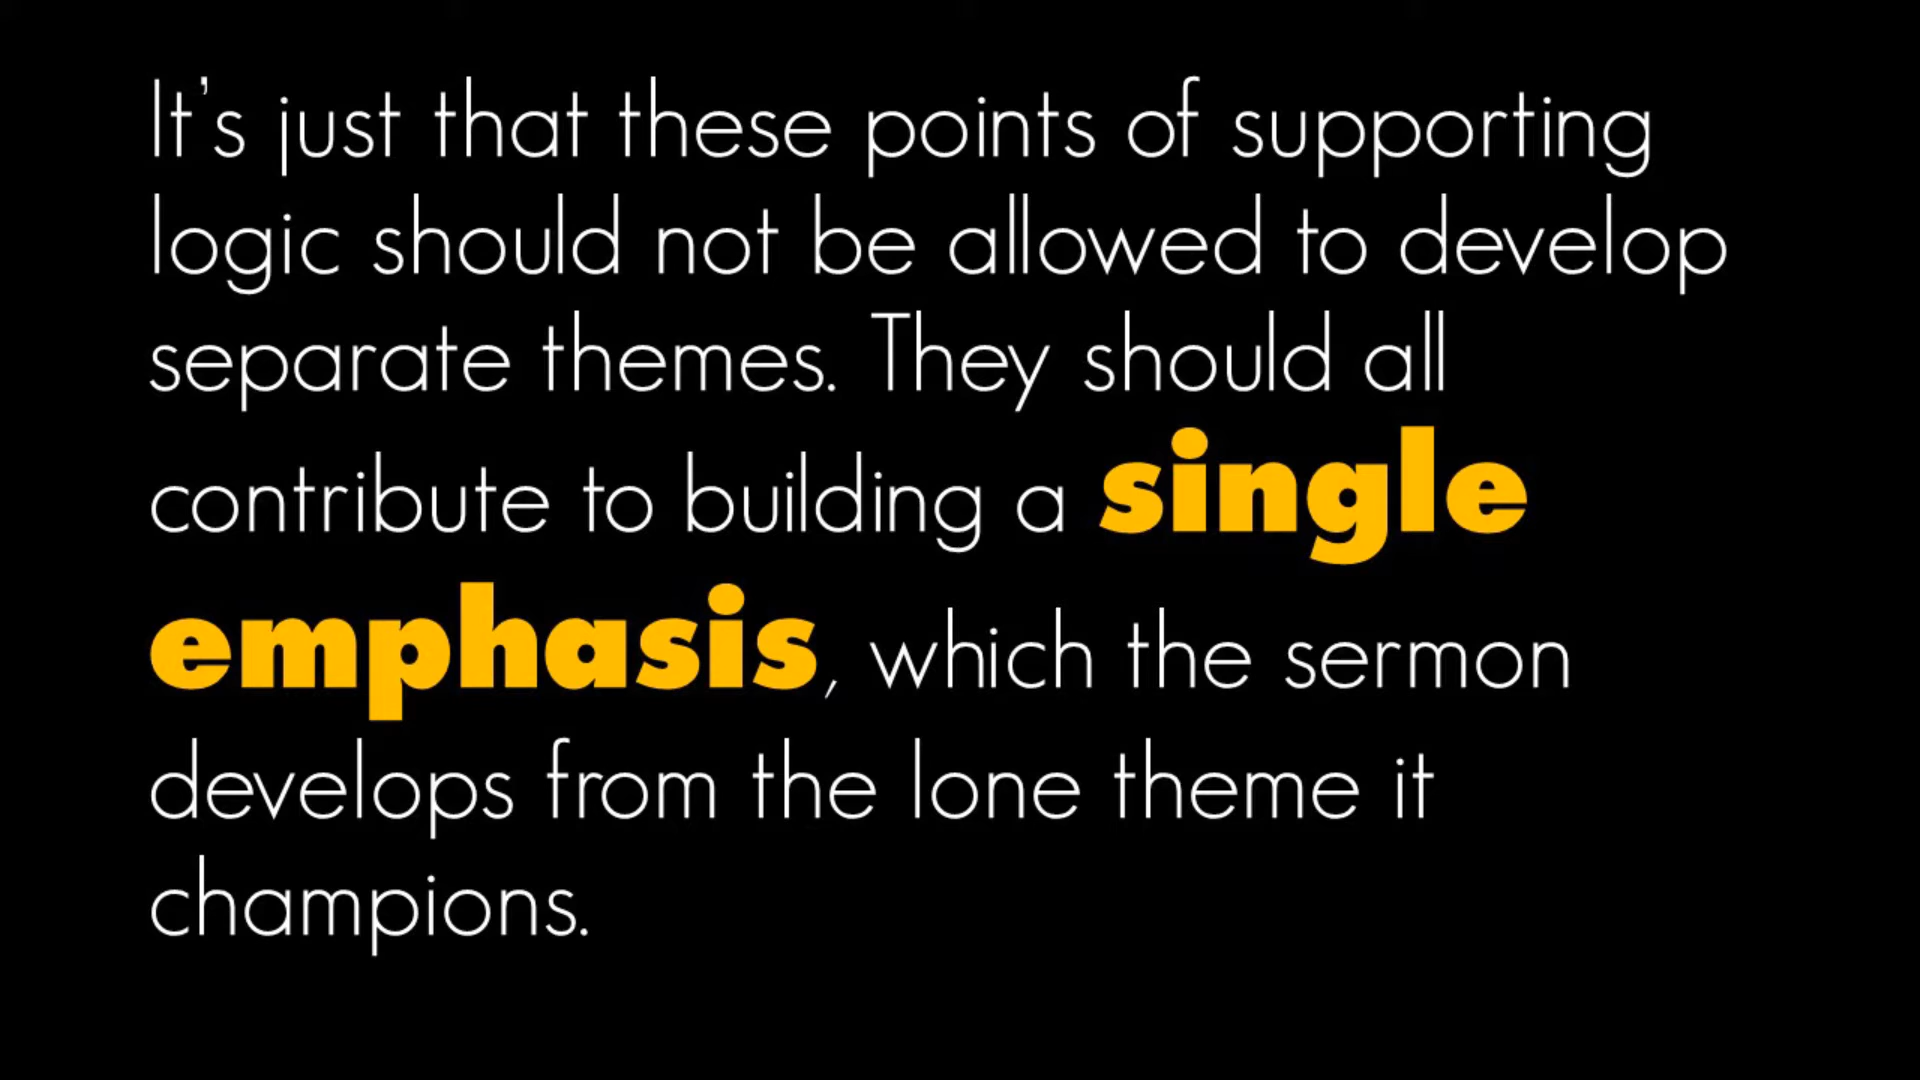 It's just that these points of supporting
logic should not be allowed to develop
separate themes. They should all
contribute to building a single
emphasis, which the sermon
develops from the lone theme it
champions.